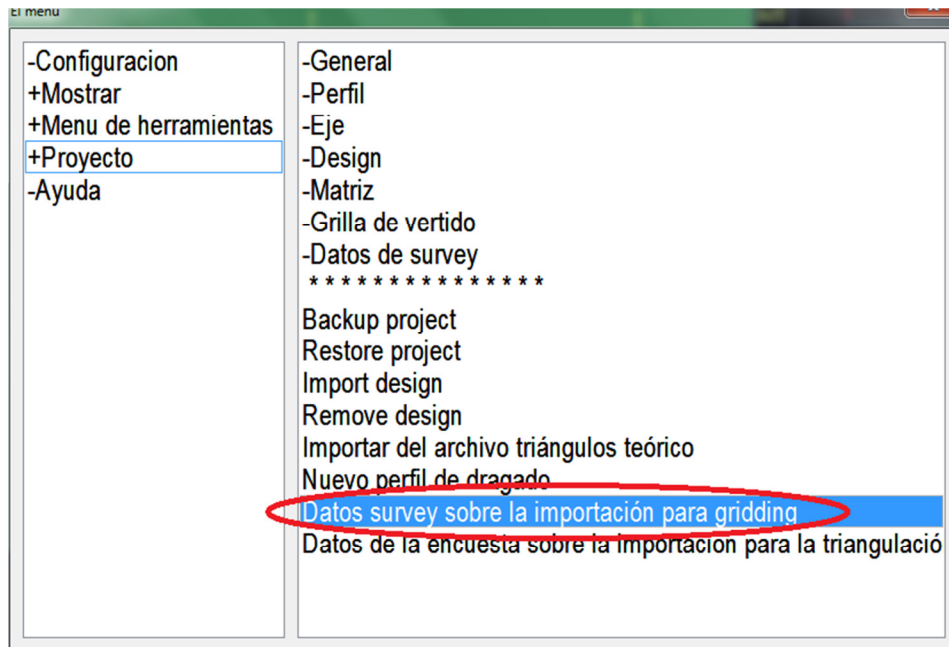 El menu
-Configuracion
+Mostrar
+Menu de herramientas
+Proyecto
-Ayuda
-General
-Perfil
-Eje
-Design
-Matriz
-Grilla de vertido
-Datos de survey
* * * * * * * * * * * * * * *
Backup project
Restore project
Import design
Remove design
Importar del archivo triángulos teórico
Nuevo perfil de dragado
Datos survey sobre la importación para gridding
Datos de la encuesta sobre la importación para la triangulació